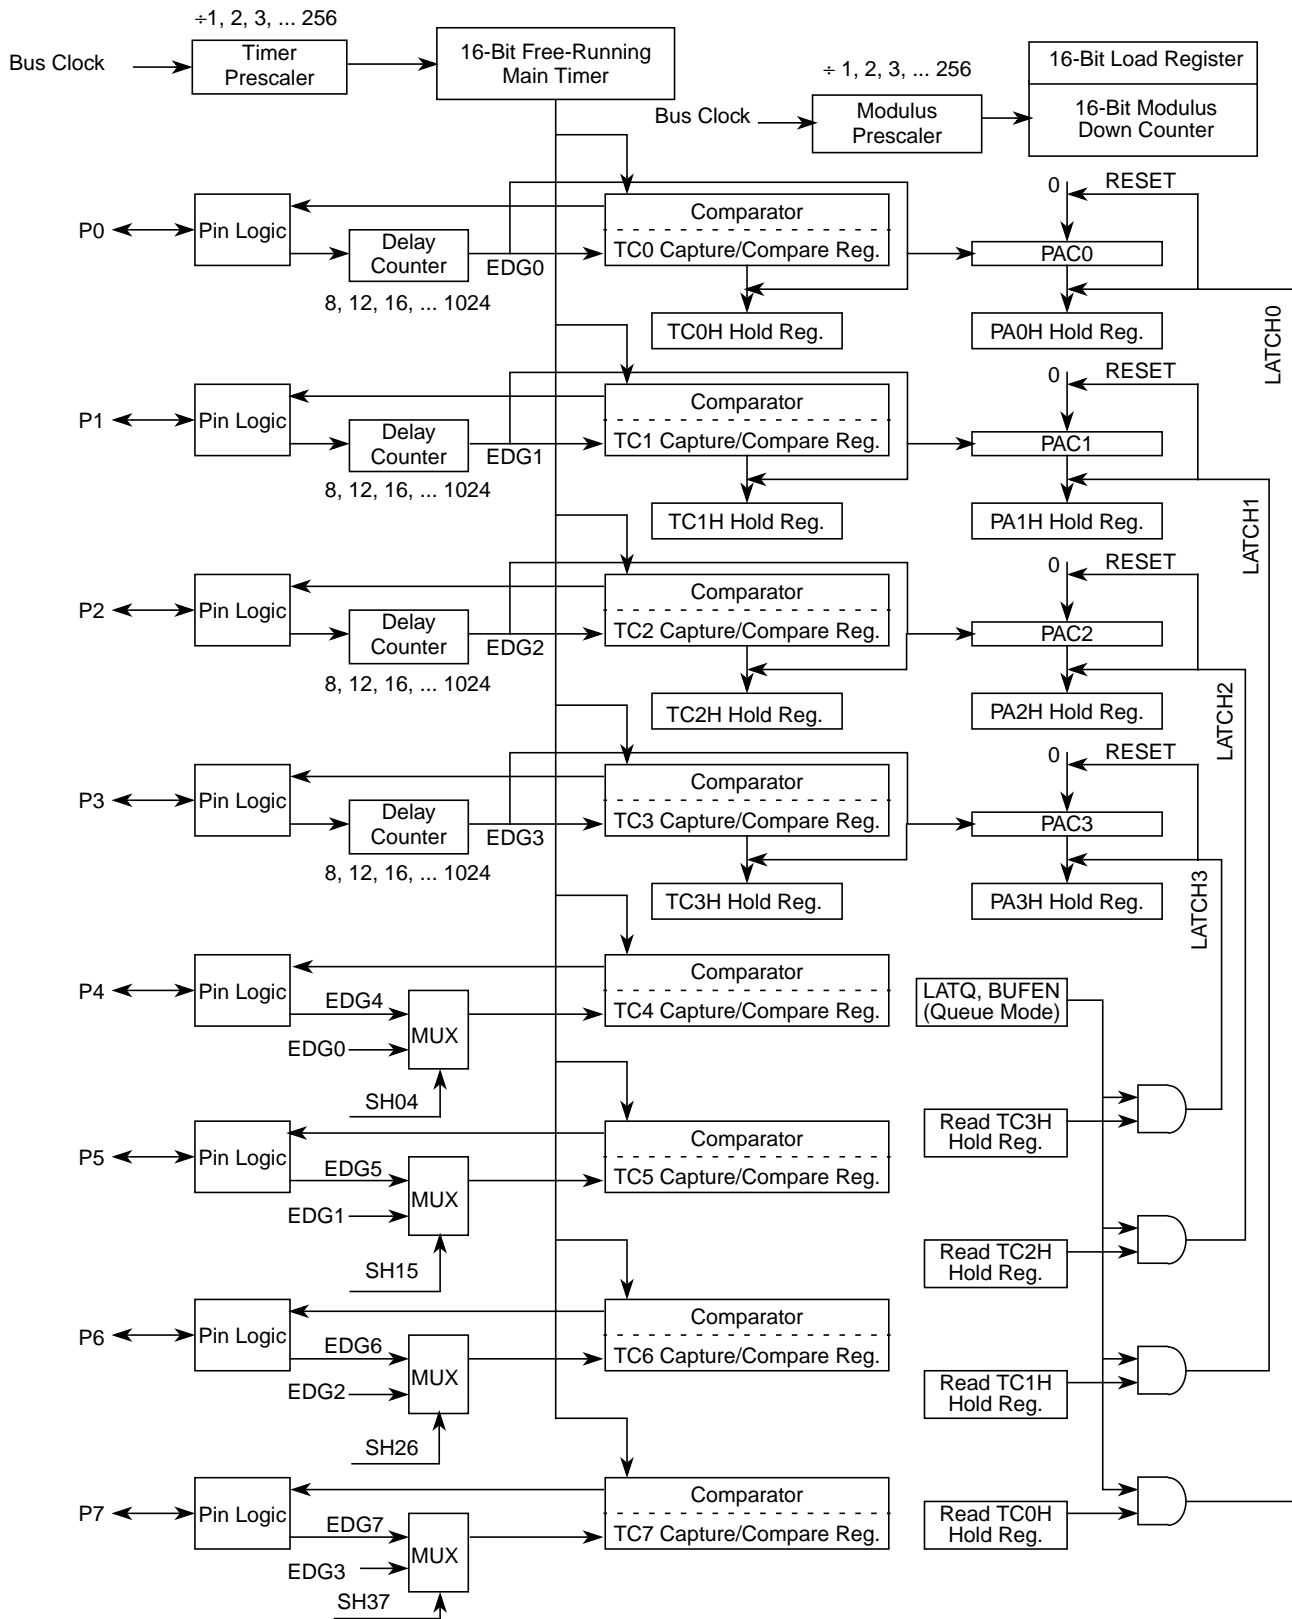 ÷1, 2, 3, ... 256
Bus Clock
Timer
Prescaler
16-Bit Free-Running
Main Timer
÷ 1, 2, 3, ... 256
Bus Clock
Modulus
Prescaler
16-Bit Load Register
16-Bit Modulus
Down Counter
P0
Pin Logic
Delay
Counter
8, 12, 16, ... 1024
EDG0
Comparator
TC0 Capture/Compare Reg.
TC0H Hold Reg.
0
RESET
PAC0
PA0H Hold Reg.
LATCH0
P1
Pin Logic
Delay
Counter
8, 12, 16, ... 1024
EDG1
Comparator
TC1 Capture/Compare Reg.
TC1H Hold Reg.
0
RESET
PAC1
PA1H Hold Reg.
LATCH1
P2
Pin Logic
Delay
Counter
8, 12, 16, ... 1024
EDG2
Comparator
TC2 Capture/Compare Reg.
TC2H Hold Reg.
0
RESET
PAC2
PA2H Hold Reg.
LATCH2
P3
Pin Logic
Delay
Counter
8, 12, 16, ... 1024
EDG3
Comparator
TC3 Capture/Compare Reg.
TC3H Hold Reg.
0
RESET
PAC3
PA3H Hold Reg.
LATCH3
P4
Pin Logic
EDG4
EDG0
MUX
SH04
Comparator
TC4 Capture/Compare Reg.
LATQ, BUFEN
(Queue Mode)
Read TC3H
Hold Reg.
P5
Pin Logic
EDG5
EDG1
MUX
SH15
Comparator
TC5 Capture/Compare Reg.
Read TC2H
Hold Reg.
P6
Pin Logic
EDG6
EDG2
MUX
SH26
Comparator
TC6 Capture/Compare Reg.
Read TC1H
Hold Reg.
P7
Pin Logic
EDG7
EDG3
MUX
SH37
Comparator
TC7 Capture/Compare Reg.
Read TC0H
Hold Reg.